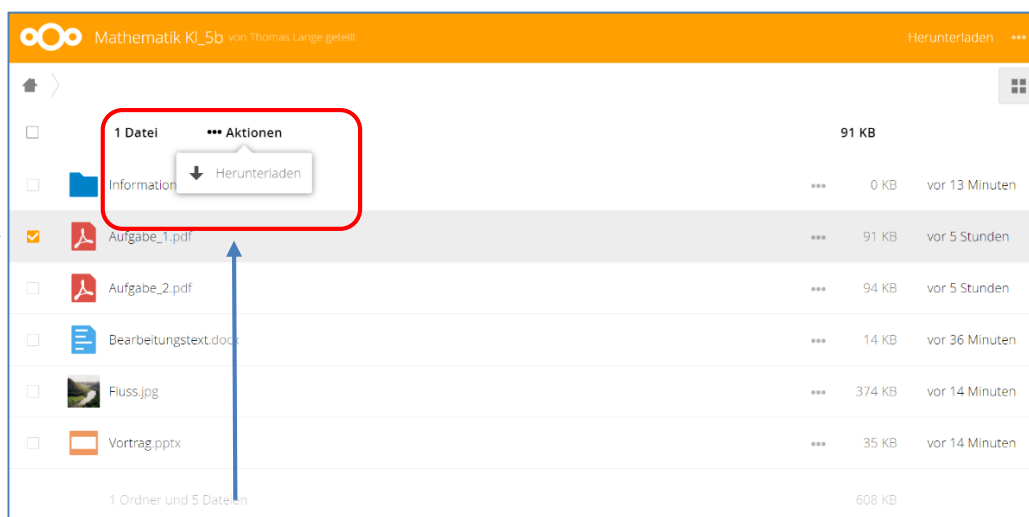 Mathematik Kl_5b von Thomas Lange geteilt Herunterladen •••
1 Datei ••• Aktionen 91 KB
Herunterladen
Information ••• 0 KB vor 13 Minuten
Aufgabe_1.pdf ••• 91 KB vor 5 Stunden
Aufgabe_2.pdf ••• 94 KB vor 5 Stunden
Bearbeitungstext.docx ••• 14 KB vor 36 Minuten
Fluss.jpg ••• 374 KB vor 14 Minuten
Vortrag.pptx ••• 35 KB vor 14 Minuten
1 Ordner und 5 Dateien 608 KB